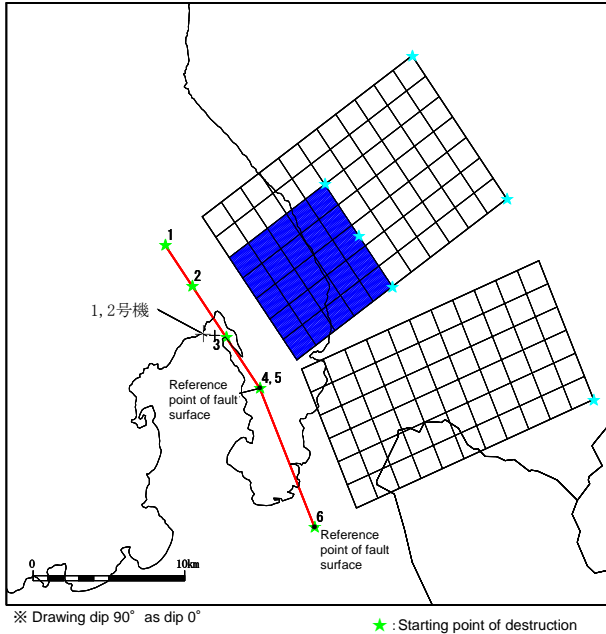 1
2
1,2号機
3
4,5
Reference
point of fault
surface
6
Reference
point of fault
surface
0
10km
※ Drawing dip 90° as dip 0°
★ : Starting point of destruction